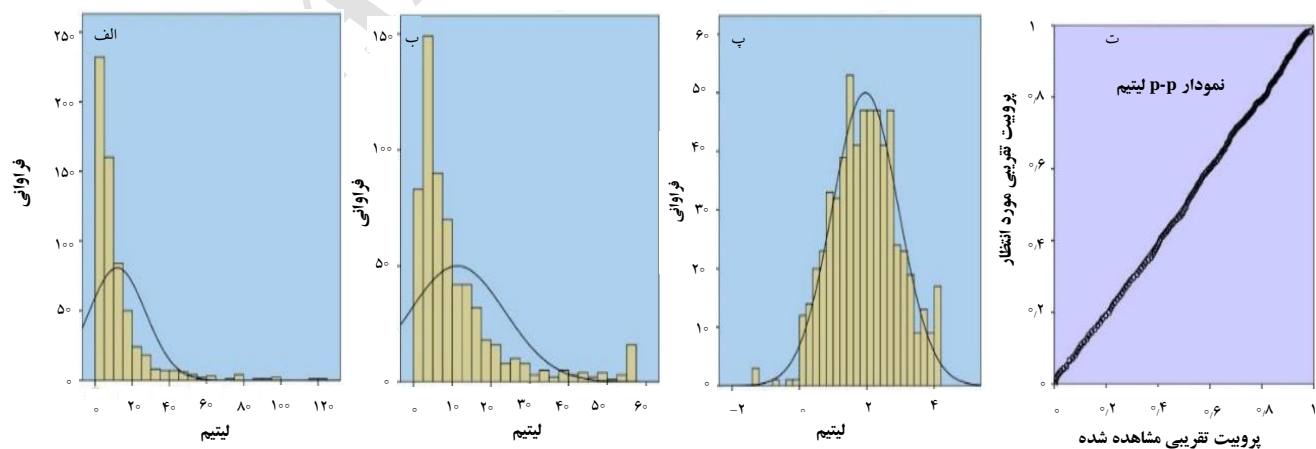 الف
۲۵۰
۲۰۰
۱۵۰
۱۰۰
۵۰
۰
فراوانی
۰ ۲۰ ۴۰ ۶۰ ۸۰ ۱۰۰ ۱۲۰
لیتیم
ب
۱۵۰
۱۰۰
۵۰
۰
فراوانی
۰ ۱۰ ۲۰ ۳۰ ۴۰ ۵۰ ۶۰
لیتیم
پ
۶۰
۵۰
۴۰
۳۰
۲۰
۱۰
۰
فراوانی
-۲ ۰ ۲ ۴
لیتیم
ت
نمودار p-p لیتیم
۱
۰٫۸
۰٫۶
۰٫۴
۰٫۲
۰
پروبیت تقریبی مورد انتظار
۰ ۰٫۲ ۰٫۴ ۰٫۶ ۰٫۸ ۱
پروبیت تقریبی مشاهده شده